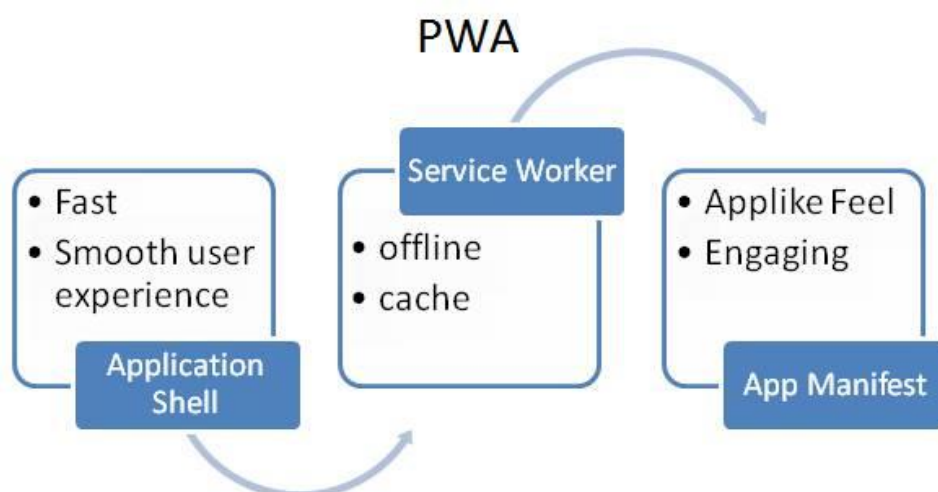 PWA
• Fast
• Smooth user
experience
Application
Shell
Service Worker
• offline
• cache
• Applike Feel
• Engaging
App Manifest